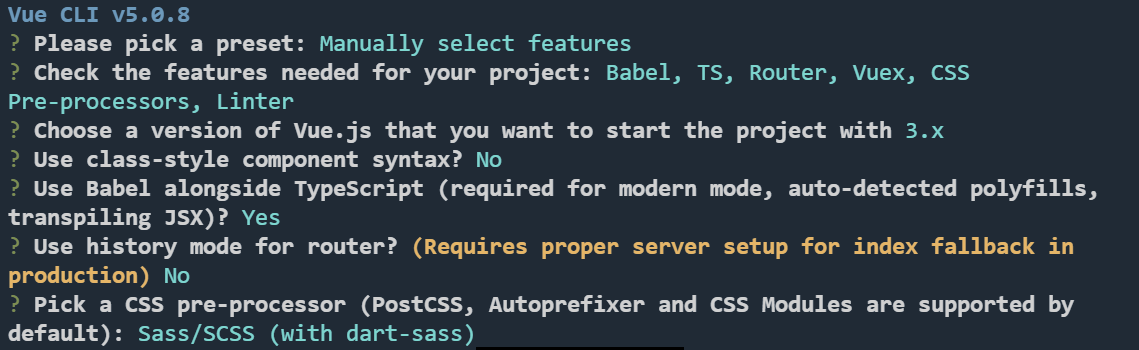 Vue CLI v5.0.8
? Please pick a preset: Manually select features
? Check the features needed for your project: Babel, TS, Router, Vuex, CSS
Pre-processors, Linter
? Choose a version of Vue.js that you want to start the project with 3.x
? Use class-style component syntax? No
? Use Babel alongside TypeScript (required for modern mode, auto-detected polyfills,
transpiling JSX)? Yes
? Use history mode for router? (Requires proper server setup for index fallback in
production) No
? Pick a CSS pre-processor (PostCSS, Autoprefixer and CSS Modules are supported by
default): Sass/SCSS (with dart-sass)